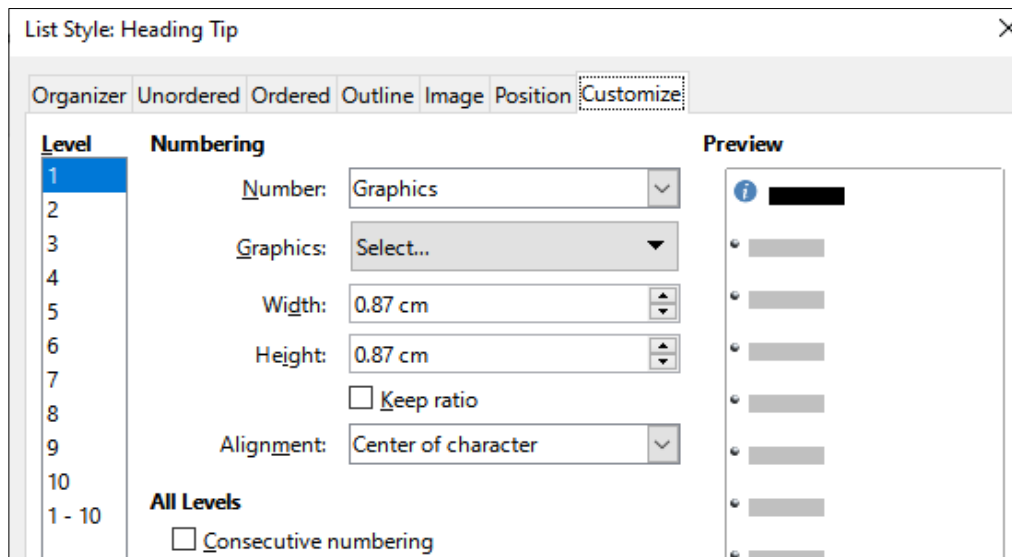 List Style: Heading Tip
Organizer Unordered Ordered Outline Image Position Customize
Level Numbering Preview
1
Number: Graphics
2
3
Graphics: Select...
4
5
Width: 0.87 cm
6
Height: 0.87 cm
7
Keep ratio
8
9
Alignment: Center of character
10
All Levels
1 - 10
Consecutive numbering